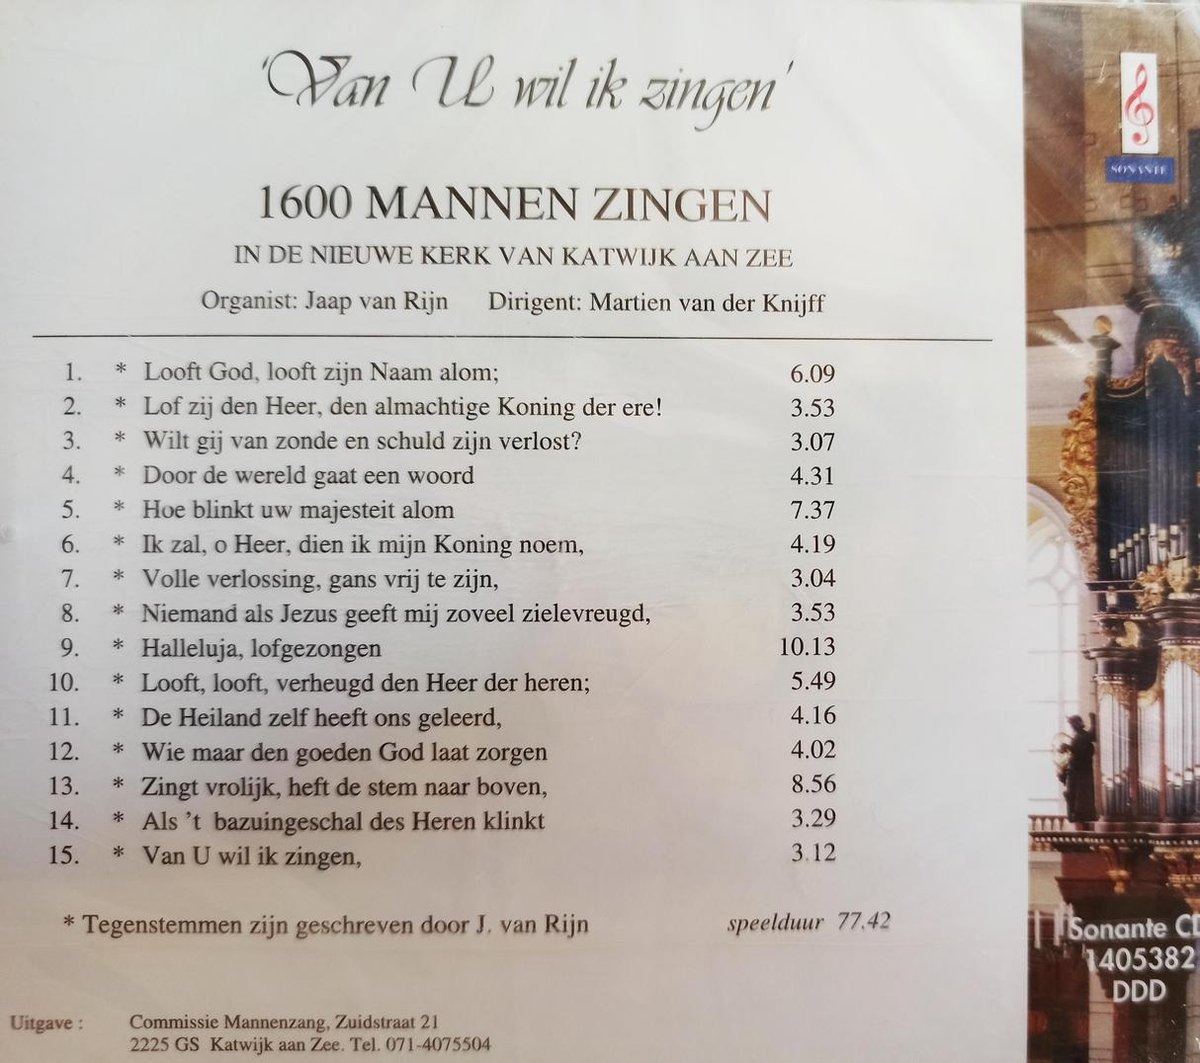 'Van U wil ik zingen'
1600 MANNEN ZINGEN
IN DE NIEUWE KERK VAN KATWIJK AAN ZEE
Organist: Jaap van Rijn Dirigent: Martien van der Knijff
1. * Looft God, looft zijn Naam alom; 6.09
2. * Lof zij den Heer, den almachtige Koning der ere! 3.53
3. * Wilt gij van zonde en schuld zijn verlost? 3.07
4. * Door de wereld gaat een woord 4.31
5. * Hoe blinkt uw majesteit alom 7.37
6. * Ik zal, o Heer, dien ik mijn Koning noem, 4.19
7. * Volle verlossing, gans vrij te zijn, 3.04
8. * Niemand als Jezus geeft mij zoveel zielevreugd, 3.53
9. * Halleluja, lofgezongen 10.13
10. * Looft, looft, verheugd den Heer der heren; 5.49
11. * De Heiland zelf heeft ons geleerd, 4.16
12. * Wie maar den goeden God laat zorgen 4.02
13. * Zingt vrolijk, heft de stem naar boven, 8.56
14. * Als 't bazuingeschal des Heren klinkt 3.29
15. * Van U wil ik zingen, 3.12
* Tegenstemmen zijn geschreven door J. van Rijn speelduur 77.42
Uitgave : Commissie Mannenzang, Zuidstraat 21
2225 GS Katwijk aan Zee. Tel. 071-4075504
SONANTE
Sonante CD
1405382
DDD